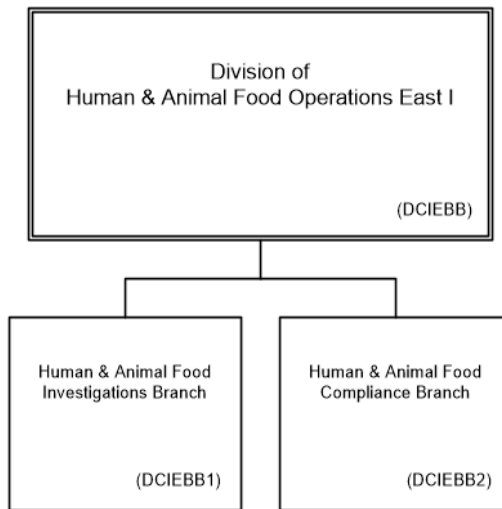 Division of
Human & Animal Food Operations East I
(DCIEBB)
Human & Animal Food
Investigations Branch
(DCIEBB1)
Human & Animal Food
Compliance Branch
(DCIEBB2)